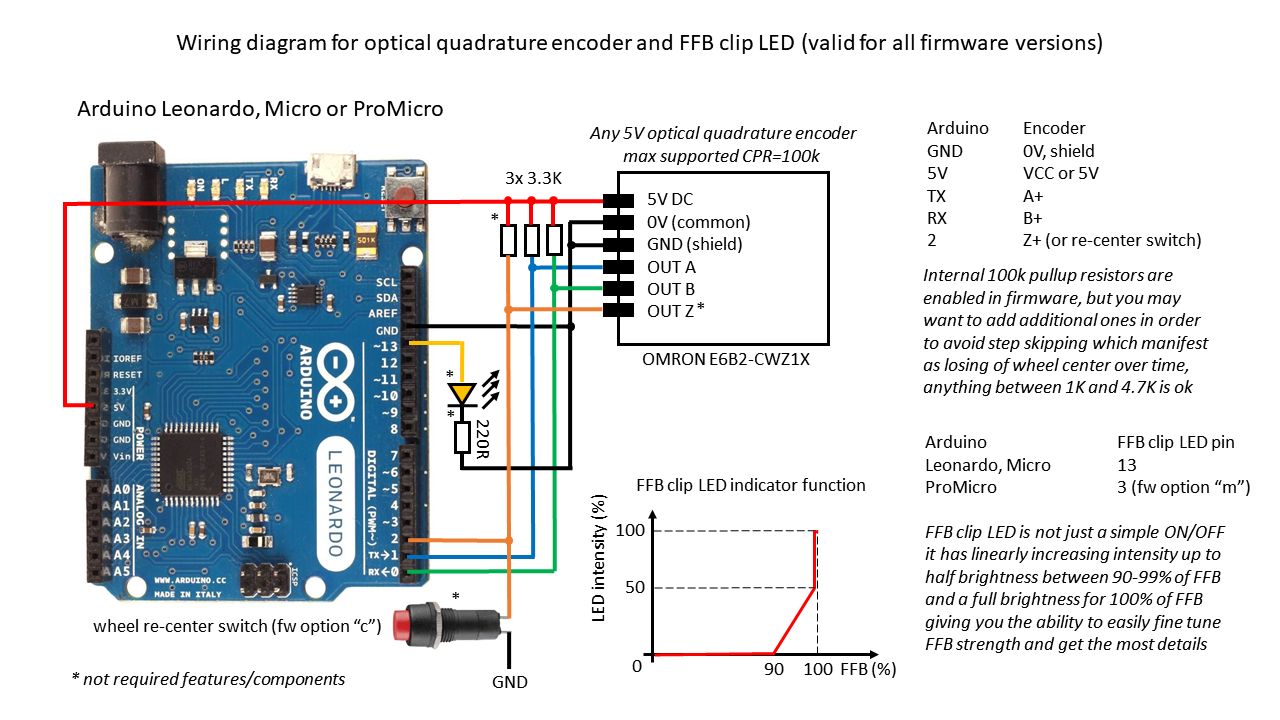 Wiring diagram for optical quadrature encoder and FFB clip LED (valid for all firmware versions)
Arduino Leonardo, Micro or ProMicro
ON
L
TX
RX
RESET
501K
M7
SCL
SDA
AREF
GND
~13
12
~11
~10
~9
8
7
~6
~5
4
~3
2
TX→1
RX←0
IOREF
RESET
3.3V
5V
GND
GND
Vin
POWER
A0
A1
A2
A3
A4
A5
ANALOG IN
ARDUINO
LEONARDO
DIGITAL (PWM~)
ICSP
WWW.ARDUINO.CC
MADE IN ITALY
Any 5V optical quadrature encoder
max supported CPR=100k
3x 3.3K
*
5V DC
0V (common)
GND (shield)
OUT A
OUT B
OUT Z*
OMRON E6B2-CWZ1X
*
*
220R
*
wheel re-center switch (fw option “c”)
GND
* not required features/components
FFB clip LED indicator function
LED intensity (%)
100
50
0
90
100
FFB (%)
Arduino Encoder
GND 0V, shield
5V VCC or 5V
TX A+
RX B+
2 Z+ (or re-center switch)
Internal 100k pullup resistors are
enabled in firmware, but you may
want to add additional ones in order
to avoid step skipping which manifest
as losing of wheel center over time,
anything between 1K and 4.7K is ok
Arduino FFB clip LED pin
Leonardo, Micro 13
ProMicro 3 (fw option “m”)
FFB clip LED is not just a simple ON/OFF
it has linearly increasing intensity up to
half brightness between 90-99% of FFB
and a full brightness for 100% of FFB
giving you the ability to easily fine tune
FFB strength and get the most details